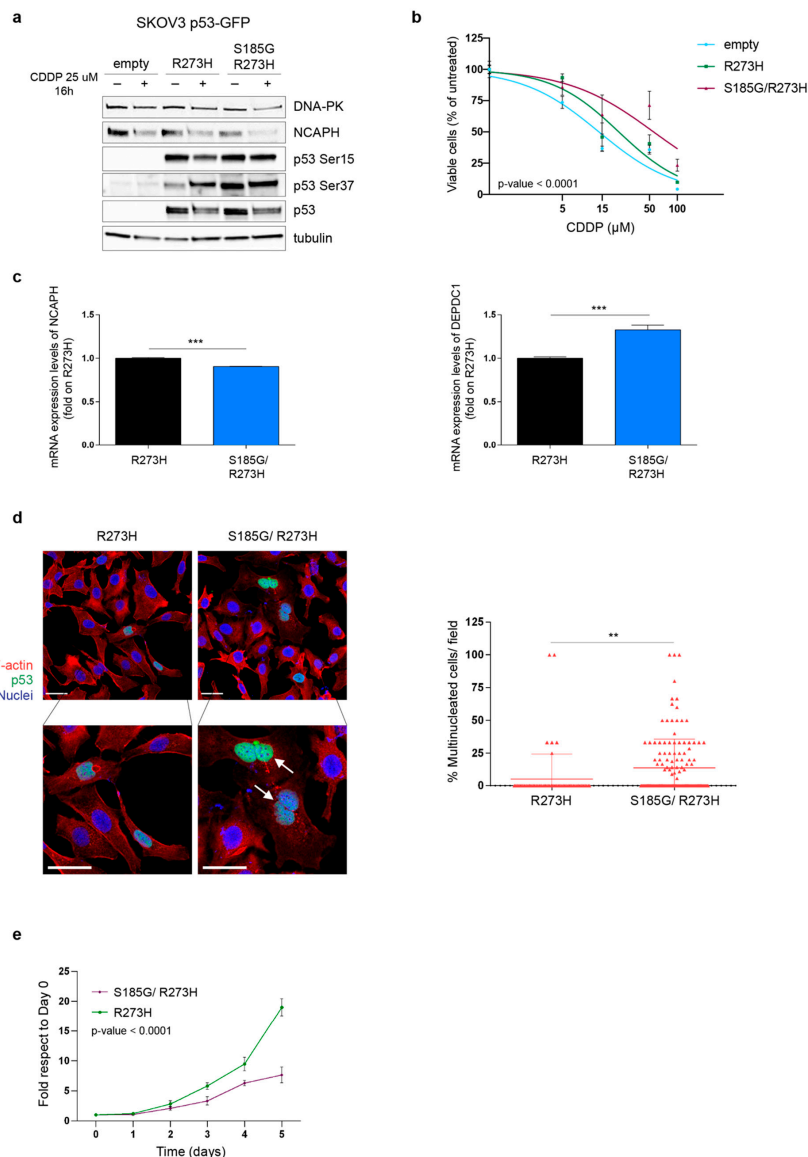 a
SKOV3 p53-GFP
empty R273H S185G
R273H
CDDP 25 uM
16h
– + – + – +
DNA-PK
NCAPH
p53 Ser15
p53 Ser37
p53
tubulin
b
Viable cells (% of untreated)
125
100
75
50
25
0
5 15 50 100
CDDP (µM)
p-value < 0.0001
empty
R273H
S185G/R273H
c
mRNA expression levels of NCAPH
(fold on R273H)
1.5
1.0
0.5
0.0
***
R273H S185G/
R273H
mRNA expression levels of DEPDC1
(fold on R273H)
1.5
1.0
0.5
0.0
***
R273H S185G/
R273H
d
R273H S185G/ R273H
-actin
p53
Nuclei
% Multinucleated cells/ field
125
100
75
50
25
0
**
R273H S185G/ R273H
e
Fold respect to Day 0
25
20
15
10
5
0
S185G/ R273H
R273H
p-value < 0.0001
0 1 2 3 4 5
Time (days)